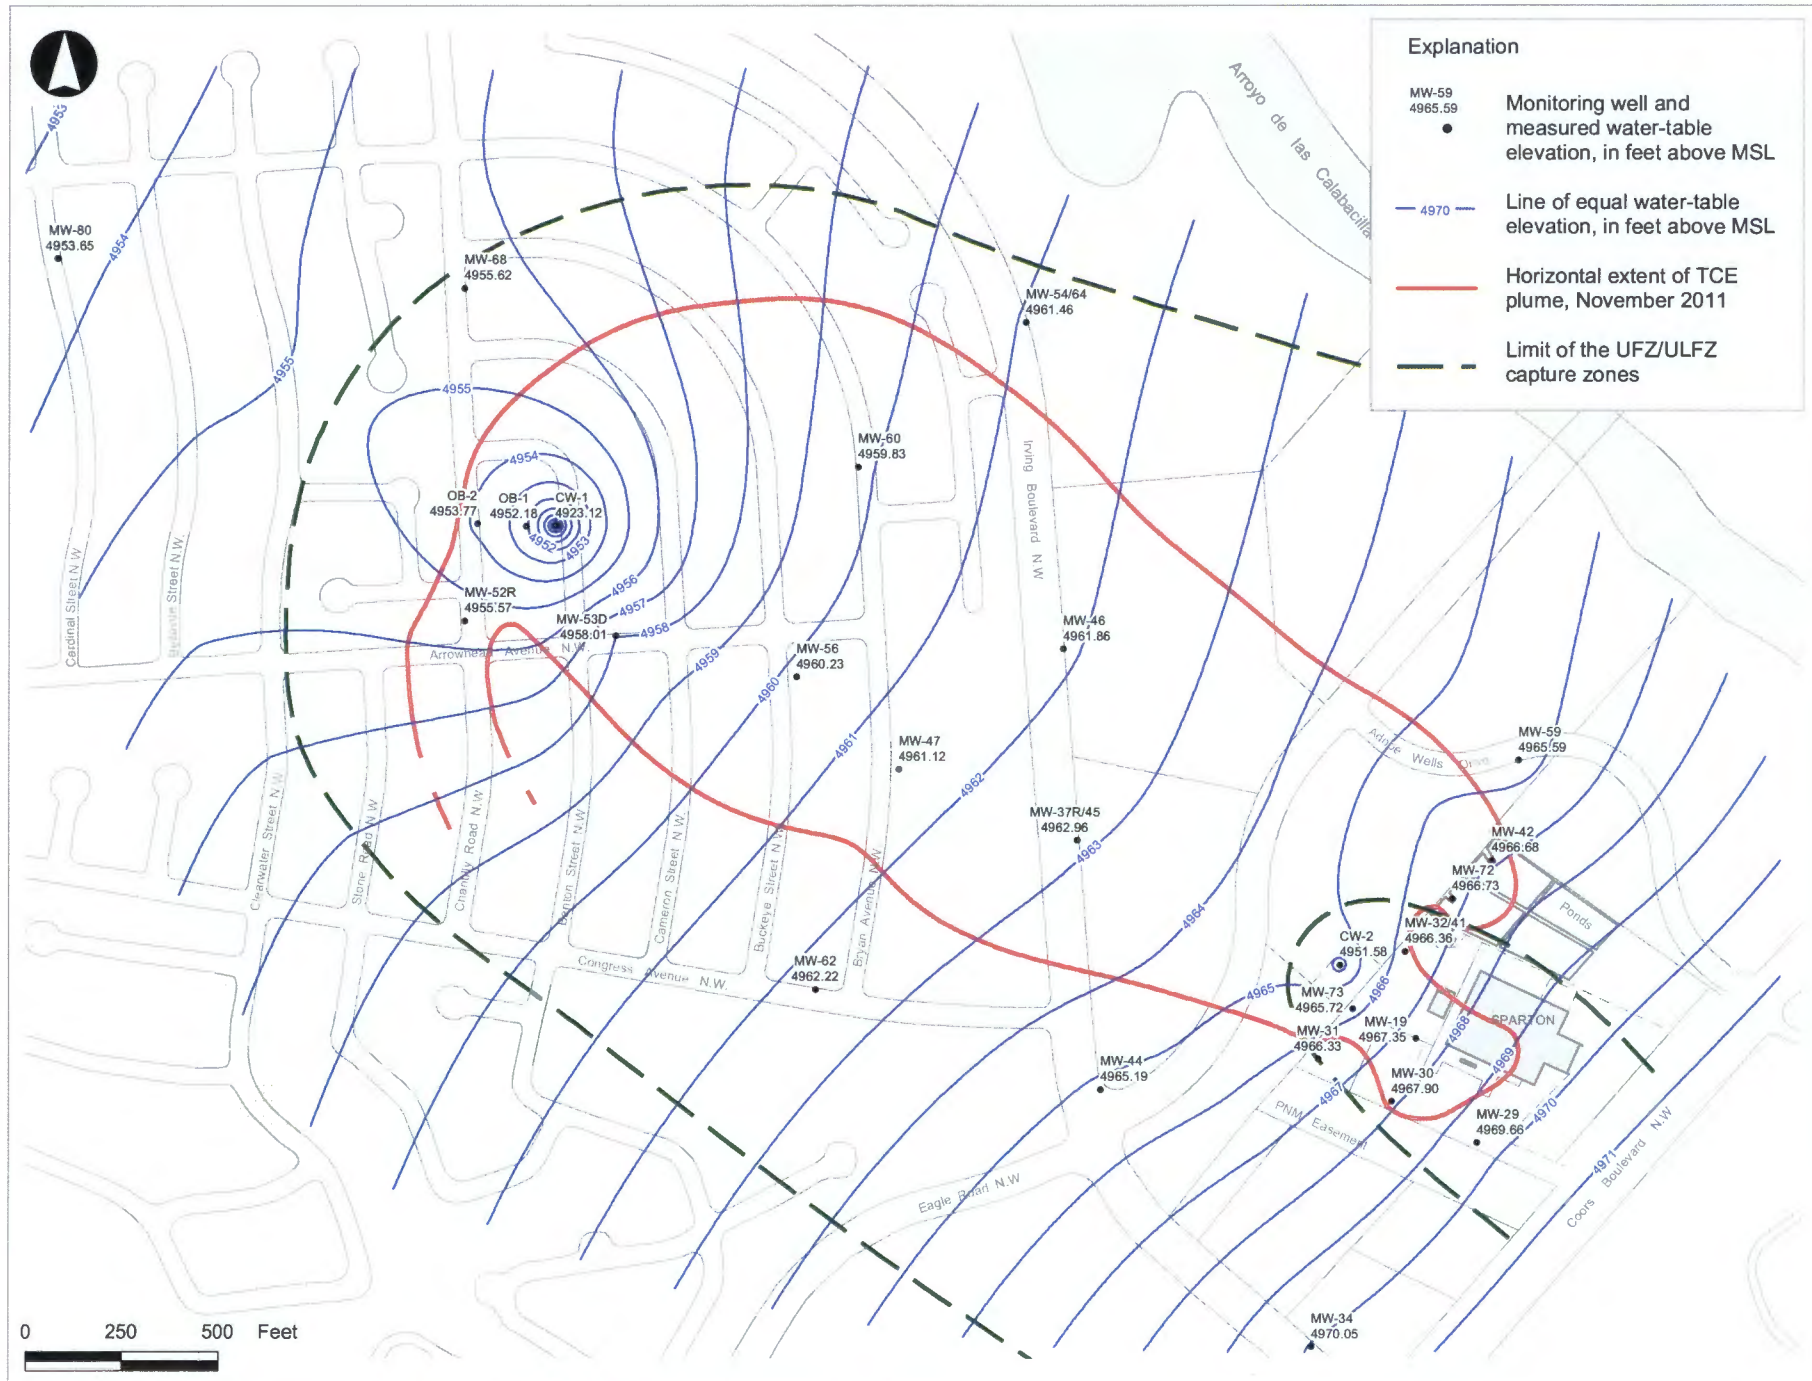 Explanation
MW-59
4965.59
Monitoring well and
measured water-table
elevation, in feet above MSL
4970
Line of equal water-table
elevation, in feet above MSL
Horizontal extent of TCE
plume, November 2011
Limit of the UFZ/ULFZ
capture zones
Arroyo de las Calabacillas
4953
MW-80
4953.65
4954
MW-68
4955.62
MW-54/64
4961.46
4955
4955
MW-60
4959.83
4954
OB-2
4953.77
OB-1
4952.18
CW-1
4923.12
4952
4953
Irving Boulevard N.W
Cardinal Street N.W
Street N.W.
MW-52R
4955.57
4956
4957
4958
MW-53D
4958.01
Arrowhead Avenue N.W.
MW-46
4961.86
MW-56
4960.23
4959
4960
4961
MW-47
4961.12
4962
MW-59
4965.59
Adobe Wells Drive
MW-37R/45
4962.96
4963
MW-42
4966.68
MW-72
4966.73
Ponds
Clearwater Street N.W
Stone Road N.W
Chantilly Road N.W
Benton Street N.W
Cameron Street N.W
Buckeye Street N.W
Bryan Avenue N.W
4964
MW-32/41
4966.36
CW-2
4951.58
MW-62
4962.22
Congress Avenue N.W.
4965
4966
MW-73
4965.72
SPARTON
MW-19
4967.35
4968
MW-31
4966.33
4969
MW-44
4965.19
MW-30
4967.90
4967
PNM Easement
MW-29
4969.66
4970
4971
Coors Boulevard N.W
Eagle Road N.W
MW-34
4970.05
0 250 500 Feet